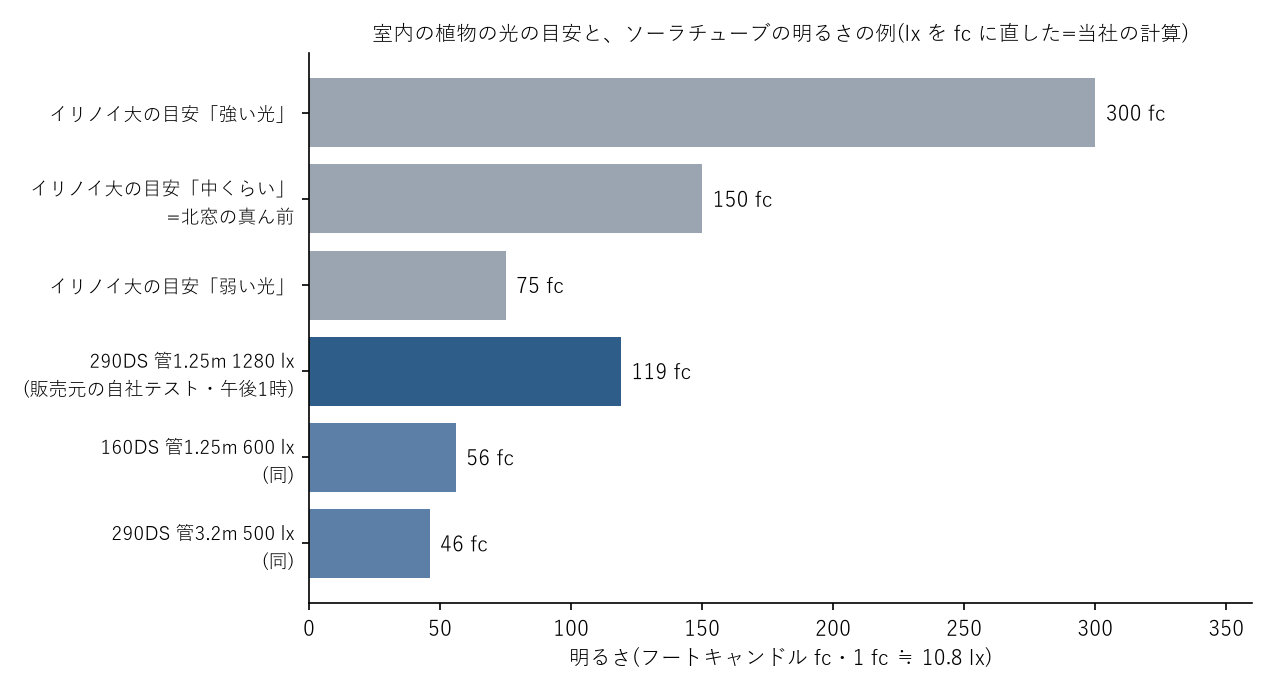 室内の植物の光の目安と、ソーラチューブの明るさの例(lx を fc に直した=当社の計算)
イリノイ大の目安「強い光」
300 fc
イリノイ大の目安「中くらい」
=北窓の真ん前
150 fc
イリノイ大の目安「弱い光」
75 fc
290DS 管1.25m 1280 lx
(販売元の自社テスト・午後1時)
119 fc
160DS 管1.25m 600 lx
(同)
56 fc
290DS 管3.2m 500 lx
(同)
46 fc
0 50 100 150 200 250 300 350
明るさ(フートキャンドル fc・1 fc ≒ 10.8 lx)